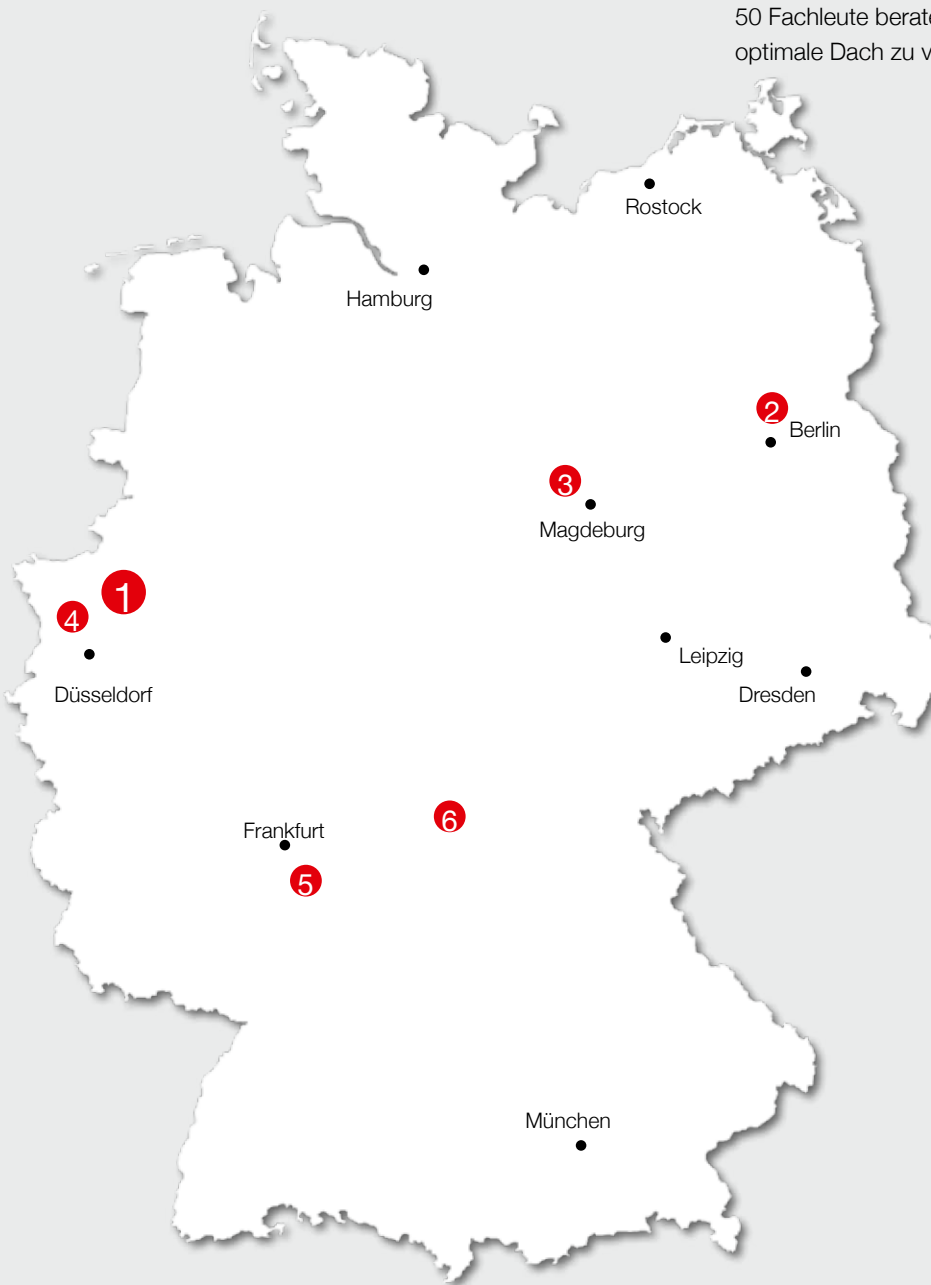 50 Fachleute berate
optimale Dach zu v
Rostock
Hamburg
2
Berlin
3
Magdeburg
1
4
Leipzig
Düsseldorf
Dresden
6
Frankfurt
5
München